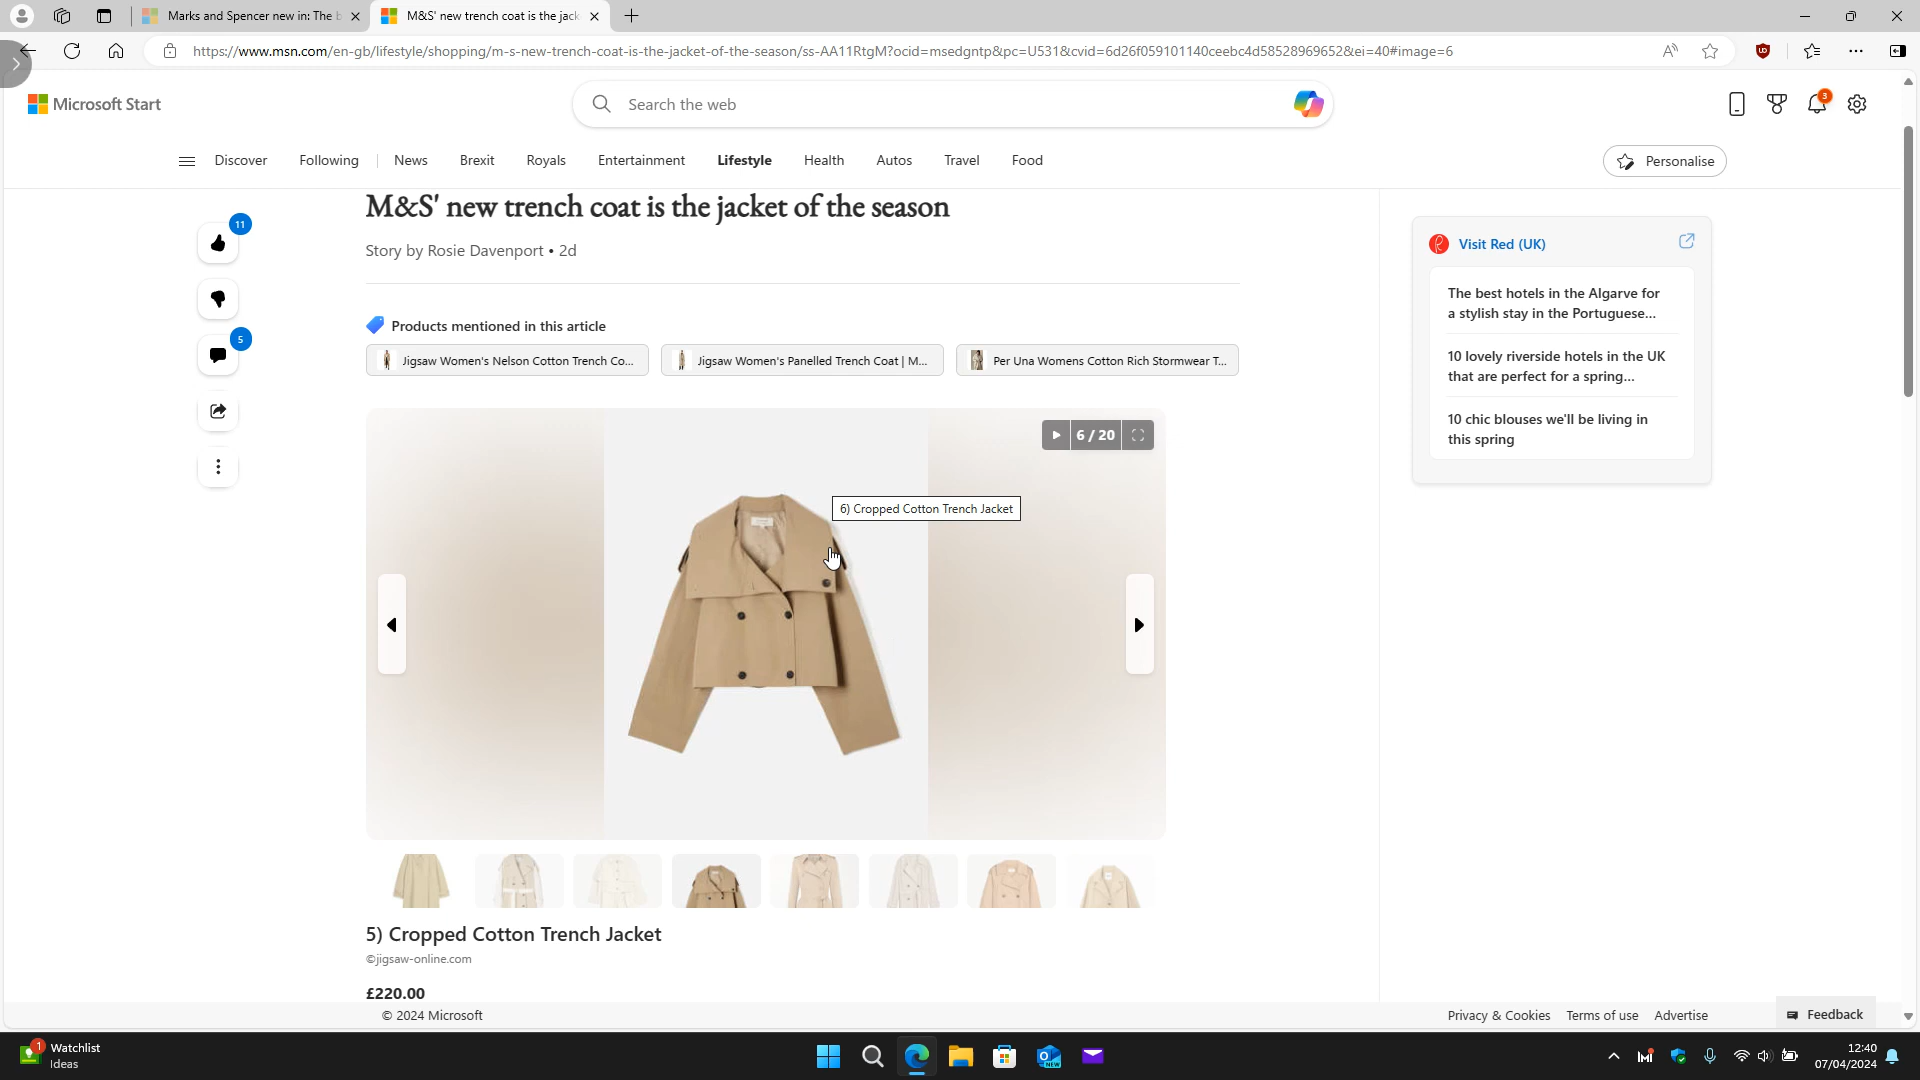 Marks and Spencer new in: The b
M&S' new trench coat is the jack
https://www.msn.com/en-gb/lifestyle/shopping/m-s-new-trench-coat-is-the-jacket-of-the-season/ss-AA11RtgM?ocid=msedgntp&pc=U531&cvid=6d26f059101140ceebc4d58528969652&ei=40#image=6
Microsoft Start
Search the web
3
Discover
Following
News
Brexit
Royals
Entertainment
Lifestyle
Health
Autos
Travel
Food
Personalise
M&S' new trench coat is the jacket of the season
Story by Rosie Davenport • 2d
11
5
Products mentioned in this article
Jigsaw Women's Nelson Cotton Trench Co...
Jigsaw Women's Panelled Trench Coat | M...
Per Una Womens Cotton Rich Stormwear T...
6 / 20
6) Cropped Cotton Trench Jacket
Visit Red (UK)
The best hotels in the Algarve for
a stylish stay in the Portuguese...
10 lovely riverside hotels in the UK
that are perfect for a spring...
10 chic blouses we'll be living in
this spring
5) Cropped Cotton Trench Jacket
©jigsaw-online.com
£220.00
© 2024 Microsoft
Privacy & Cookies
Terms of use
Advertise
Feedback
1
Watchlist
Ideas
NEW
12:40
07/04/2024